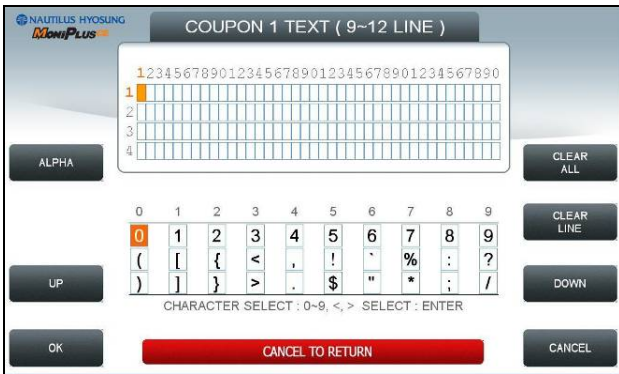 NAUTILUS HYOSUNG
MoniPlus CE
COUPON 1 TEXT ( 9~12 LINE )
1234567890123456789012345678901234567890
1
2
3
4
ALPHA
CLEAR ALL
0 1 2 3 4 5 6 7 8 9
CLEAR LINE
0 1 2 3 4 5 6 7 8 9
( [ { < , ! ` % : ?
) ] } > . $ " * ; /
UP
DOWN
CHARACTER SELECT : 0~9, <, > SELECT : ENTER
OK
CANCEL TO RETURN
CANCEL